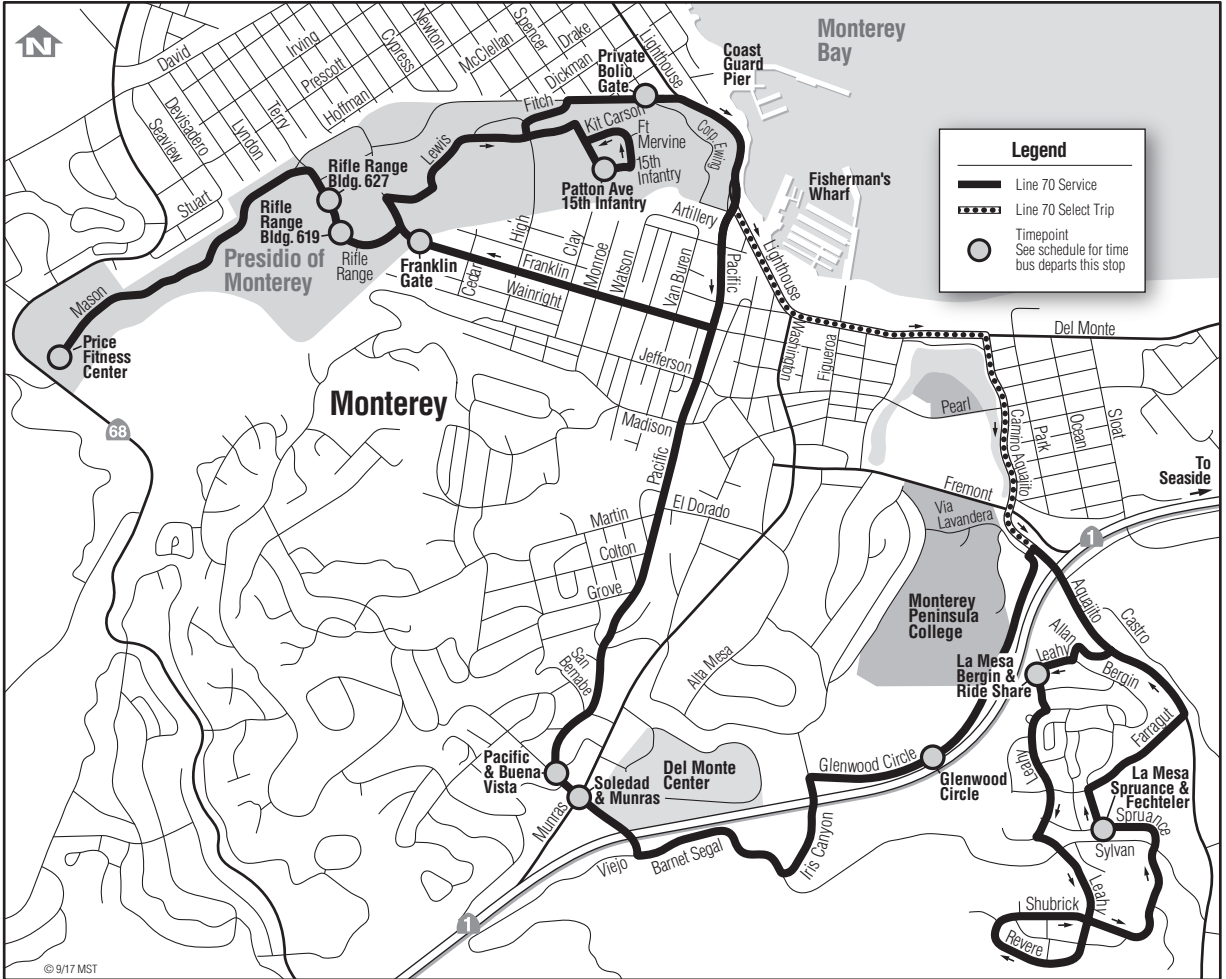 N
Monterey
Bay
Coast
Guard
Pier
Private
Bolio
Gate
David
Irving
Prescott
Hoffman
Cypress
Newton
McClellan
Spencer
Drake
Dickman
Lighthouse
Devisadero
Seaview
Lyndon
Terry
Stuart
Fitch
Kit Carson
Ft
Mervine
15th
Infantry
Corp. Ewing
Lewis
Patton Ave
15th Infantry
Rifle Range
Bldg. 627
Rifle
Range
Bldg. 619
Rifle
Range
Presidio of
Monterey
Franklin
Gate
Mason
Price
Fitness
Center
Fisherman's
Wharf
Legend
Line 70 Service
Line 70 Select Trip
Timepoint
See schedule for time
bus departs this stop
Artillery
High
Clay
Monroe
Watson
Van Buren
Pacific
Lighthouse
Cedar
Franklin
Wainright
Jefferson
Madison
Washington
Figueroa
Del Monte
Pearl
Camino Aguajito
Park
Ocean
Sloat
To
Seaside
Monterey
68
Pacific
El Dorado
Martin
Colton
Grove
San
Bernabe
Alta Mesa
Fremont
Via
Lavandera
1
Monterey
Peninsula
College
Aguajito
Castro
Allan
Leahy
Bergin
Farragut
La Mesa
Bergin &
Ride Share
Leahy
Pacific
& Buena
Vista
Soledad
& Munras
Del Monte
Center
Glenwood Circle
Glenwood
Circle
La Mesa
Spruance &
Fechteler
Spruance
Sylvan
Munras
Viejo
Barnet Segal
Iris Canyon
Leahy
Shubrick
Revere
1
© 9/17 MST